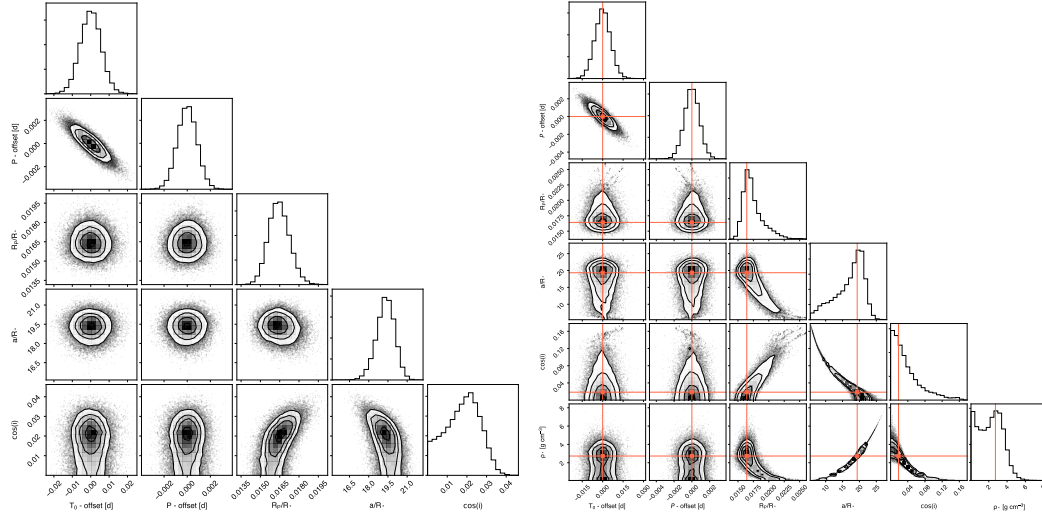 P - offset [d]
0.002
0.000
−0.002
Rₚ/R⋆
0.0195
0.0180
0.0165
0.0150
0.0135
a/R⋆
21.0
19.5
18.0
16.5
cos(i)
0.04
0.03
0.02
0.01
−0.02 0.00 0.02
T₀ - offset [d]
−0.002 0.000 0.002
P - offset [d]
0.0135 0.0150 0.0165 0.0180 0.0195
Rₚ/R⋆
16.5 18.0 19.5 21.0
a/R⋆
0.02 0.04
cos(i)
P - offset [d]
0.002
0.000
−0.002
−0.004
Rₚ/R⋆
0.0250
0.0225
0.0200
0.0175
0.0150
a/R⋆
25
20
15
10
cos(i)
0.16
0.12
0.08
0.04
ρ⋆ [g cm⁻³]
8
6
4
2
−0.015 0.000 0.015 0.030
T₀ - offset [d]
−0.004 −0.002 0.000 0.002
P - offset [d]
0.0150 0.0175 0.0200 0.0225 0.0250
Rₚ/R⋆
10 15 20 25
a/R⋆
0.04 0.08 0.12 0.16
cos(i)
2 4 6 8
ρ⋆ [g cm⁻³]